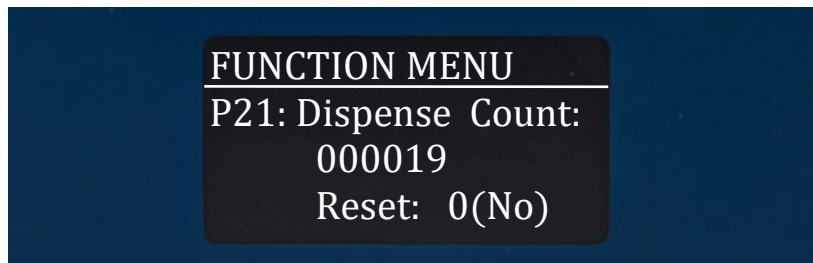 FUNCTION MENU
P21: Dispense Count:
000019
Reset: 0(No)